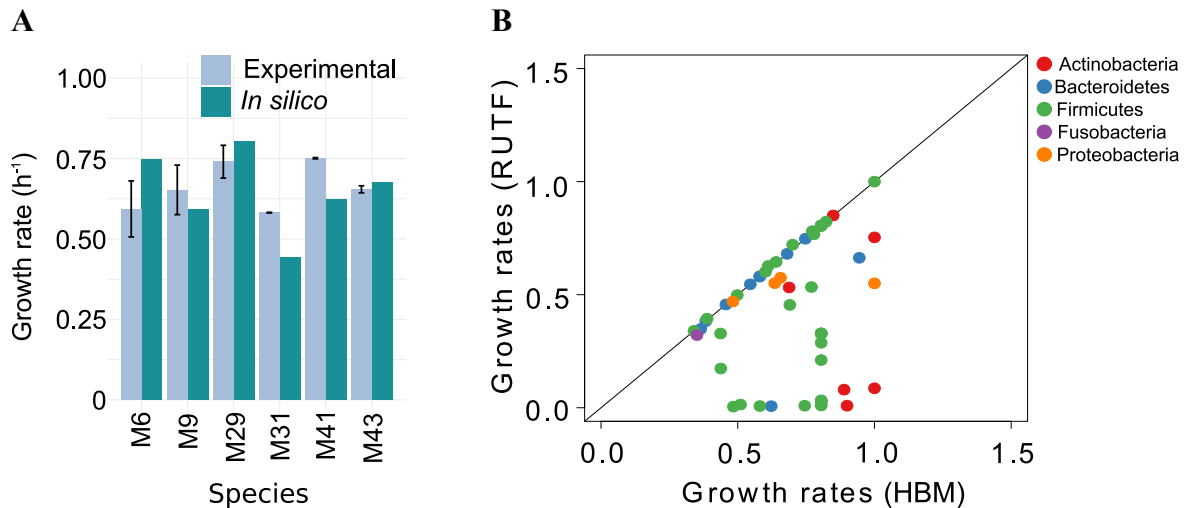 A
Experimental
In silico
1.00
0.75
0.50
0.25
0
Growth rate (h⁻¹)
M6 M9 M29 M31 M41 M43
Species
B
1.5
1.0
0.5
0.0
Growth rates (RUTF)
0.0 0.5 1.0 1.5
Growth rates (HBM)
Actinobacteria
Bacteroidetes
Firmicutes
Fusobacteria
Proteobacteria